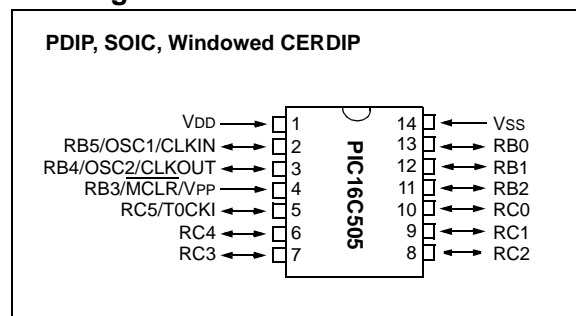 PDIP, SOIC, Windowed CERDIP
VDD 1 14 VSS
RB5/OSC1/CLKIN 2 13 RB0
RB4/OSC2/CLKOUT 3 12 RB1
RB3/MCLR/VPP 4 11 RB2
RC5/T0CKI 5 10 RC0
RC4 6 9 RC1
RC3 7 8 RC2
PIC16C505